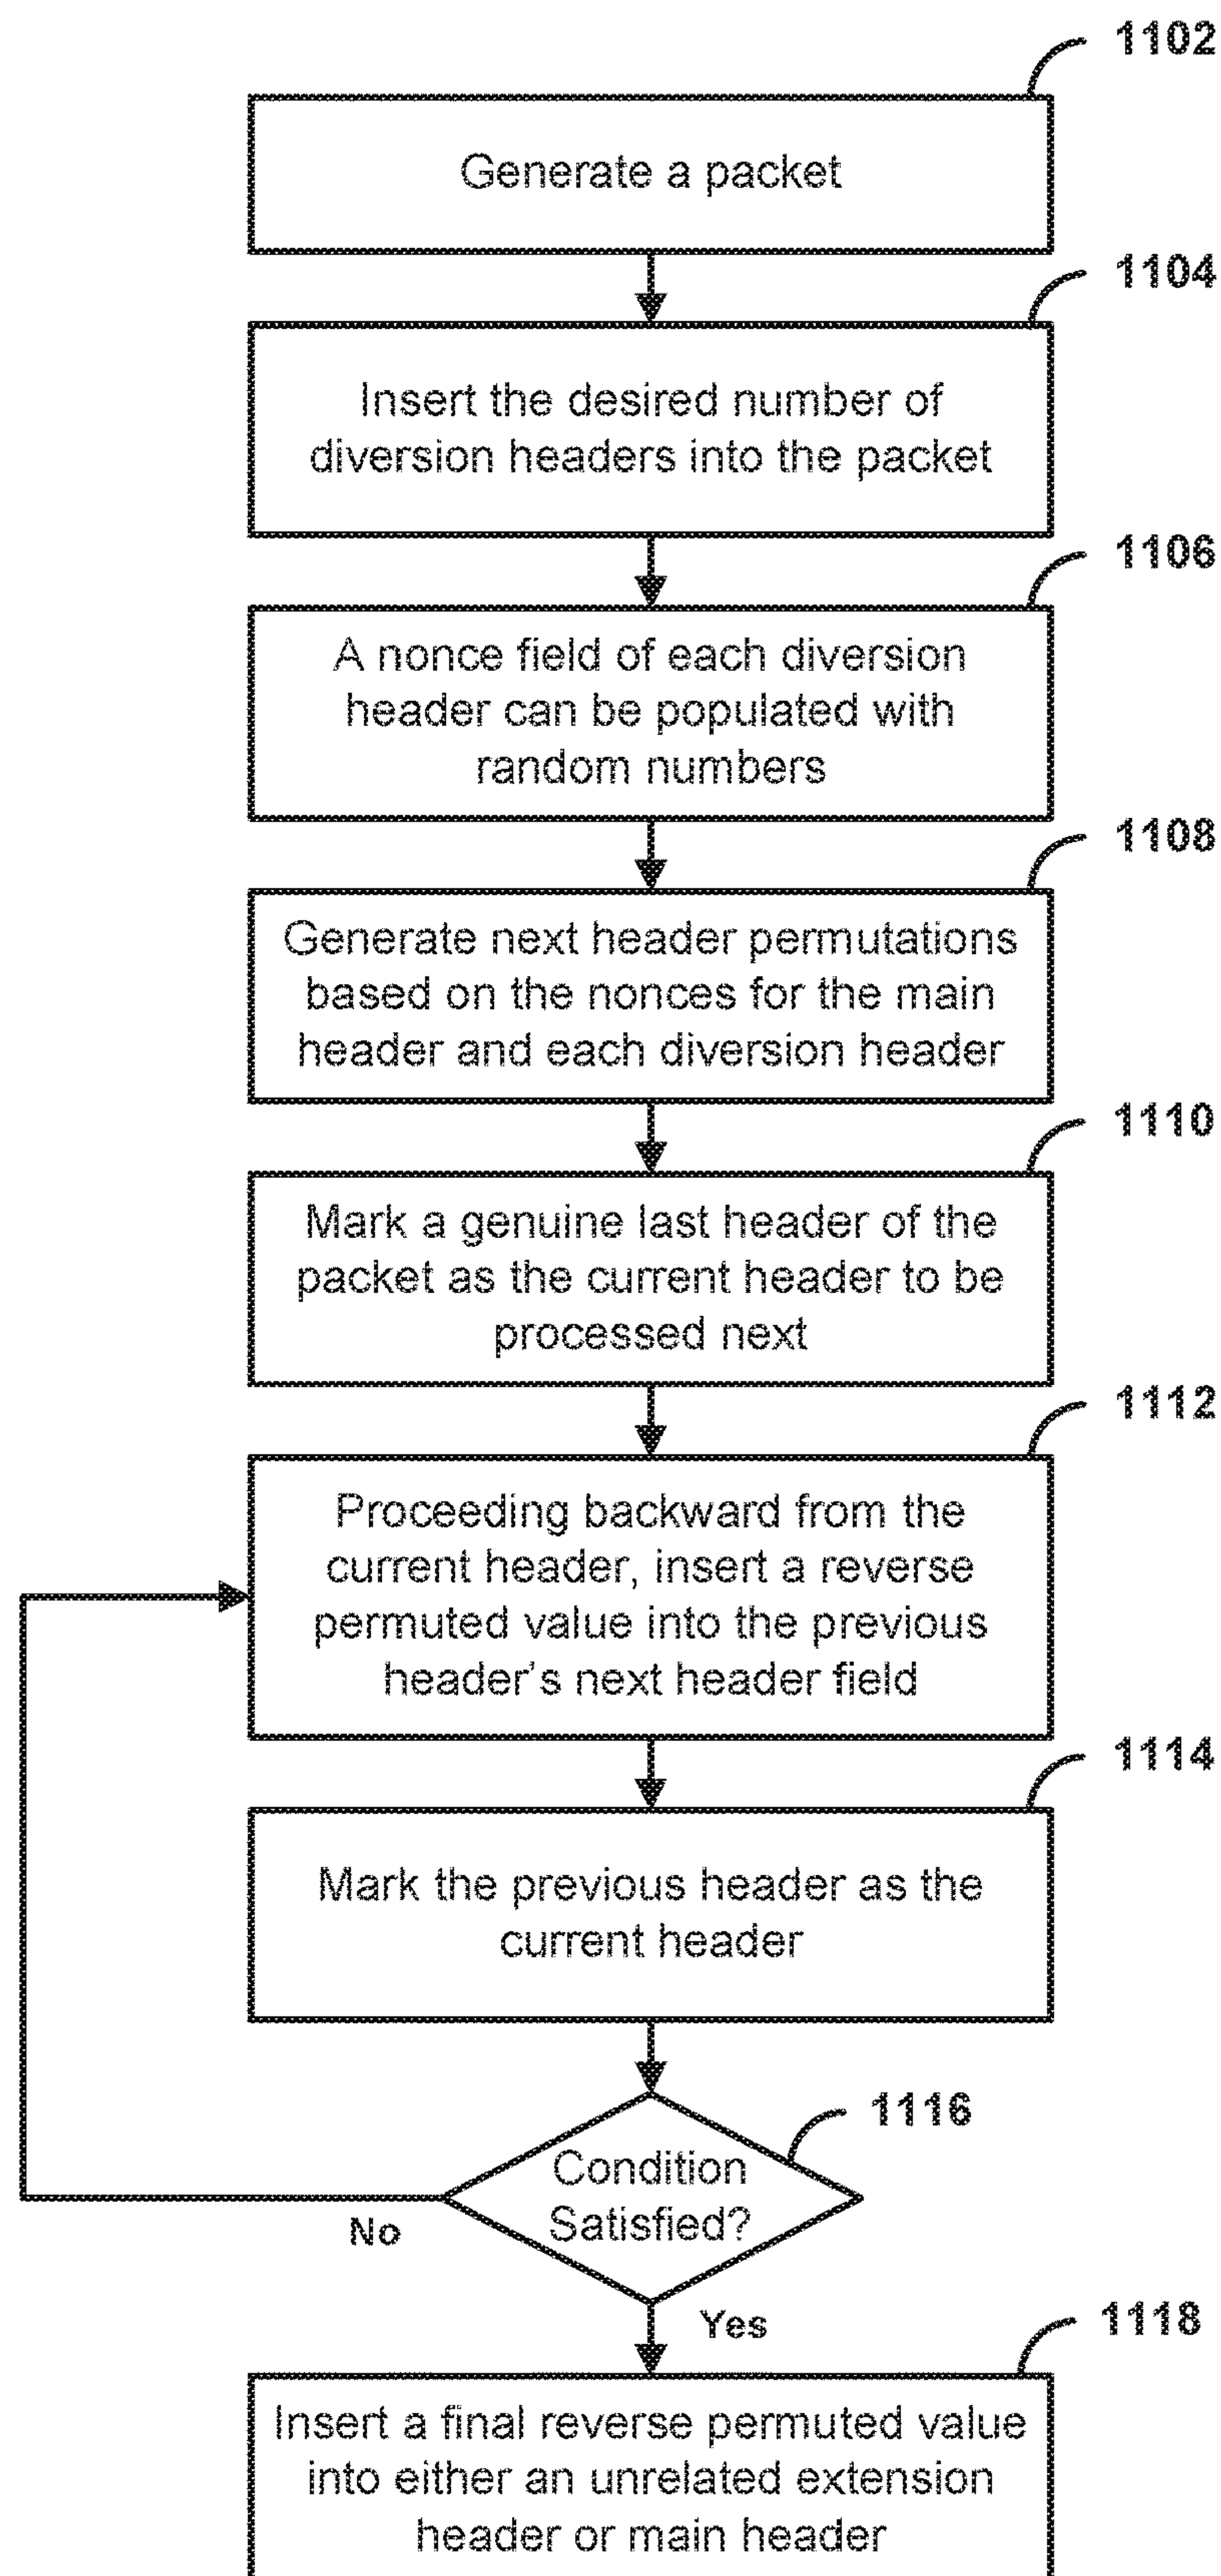 1102
Generate a packet
1104
Insert the desired number of
diversion headers into the packet
1106
A nonce field of each diversion
header can be populated with
random numbers
1108
Generate next header permutations
based on the nonces for the main
header and each diversion header
1110
Mark a genuine last header of the
packet as the current header to be
processed next
1112
Proceeding backward from the
current header, insert a reverse
permuted value into the previous
header's next header field
1114
Mark the previous header as the
current header
1116
Condition
Satisfied?
No
Yes
1118
Insert a final reverse permuted value
into either an unrelated extension
header or main header